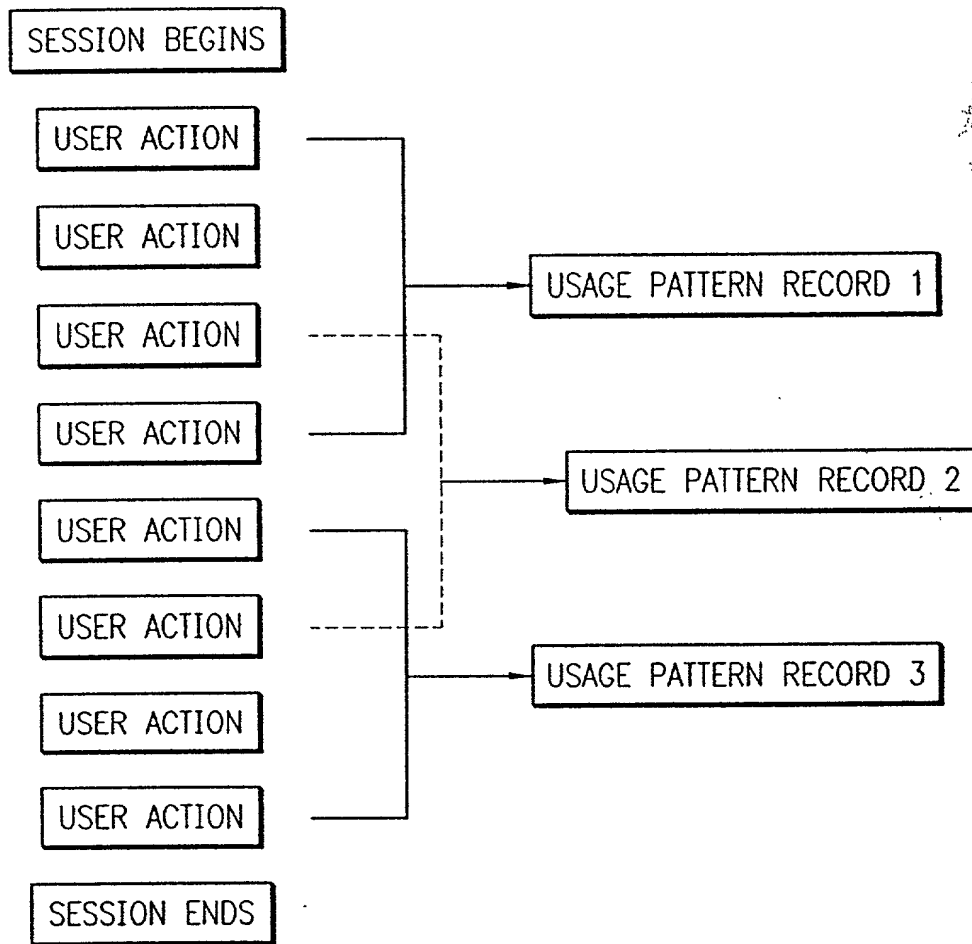 SESSION BEGINS
USER ACTION
USER ACTION
USAGE PATTERN RECORD 1
USER ACTION
USER ACTION
USAGE PATTERN RECORD 2
USER ACTION
USER ACTION
USAGE PATTERN RECORD 3
USER ACTION
USER ACTION
SESSION ENDS